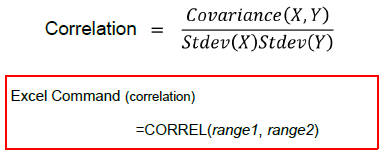 Correlation = Covariance(X,Y)
Stdev(X)Stdev(Y)
Excel Command (correlation)
=CORREL(range1, range2)